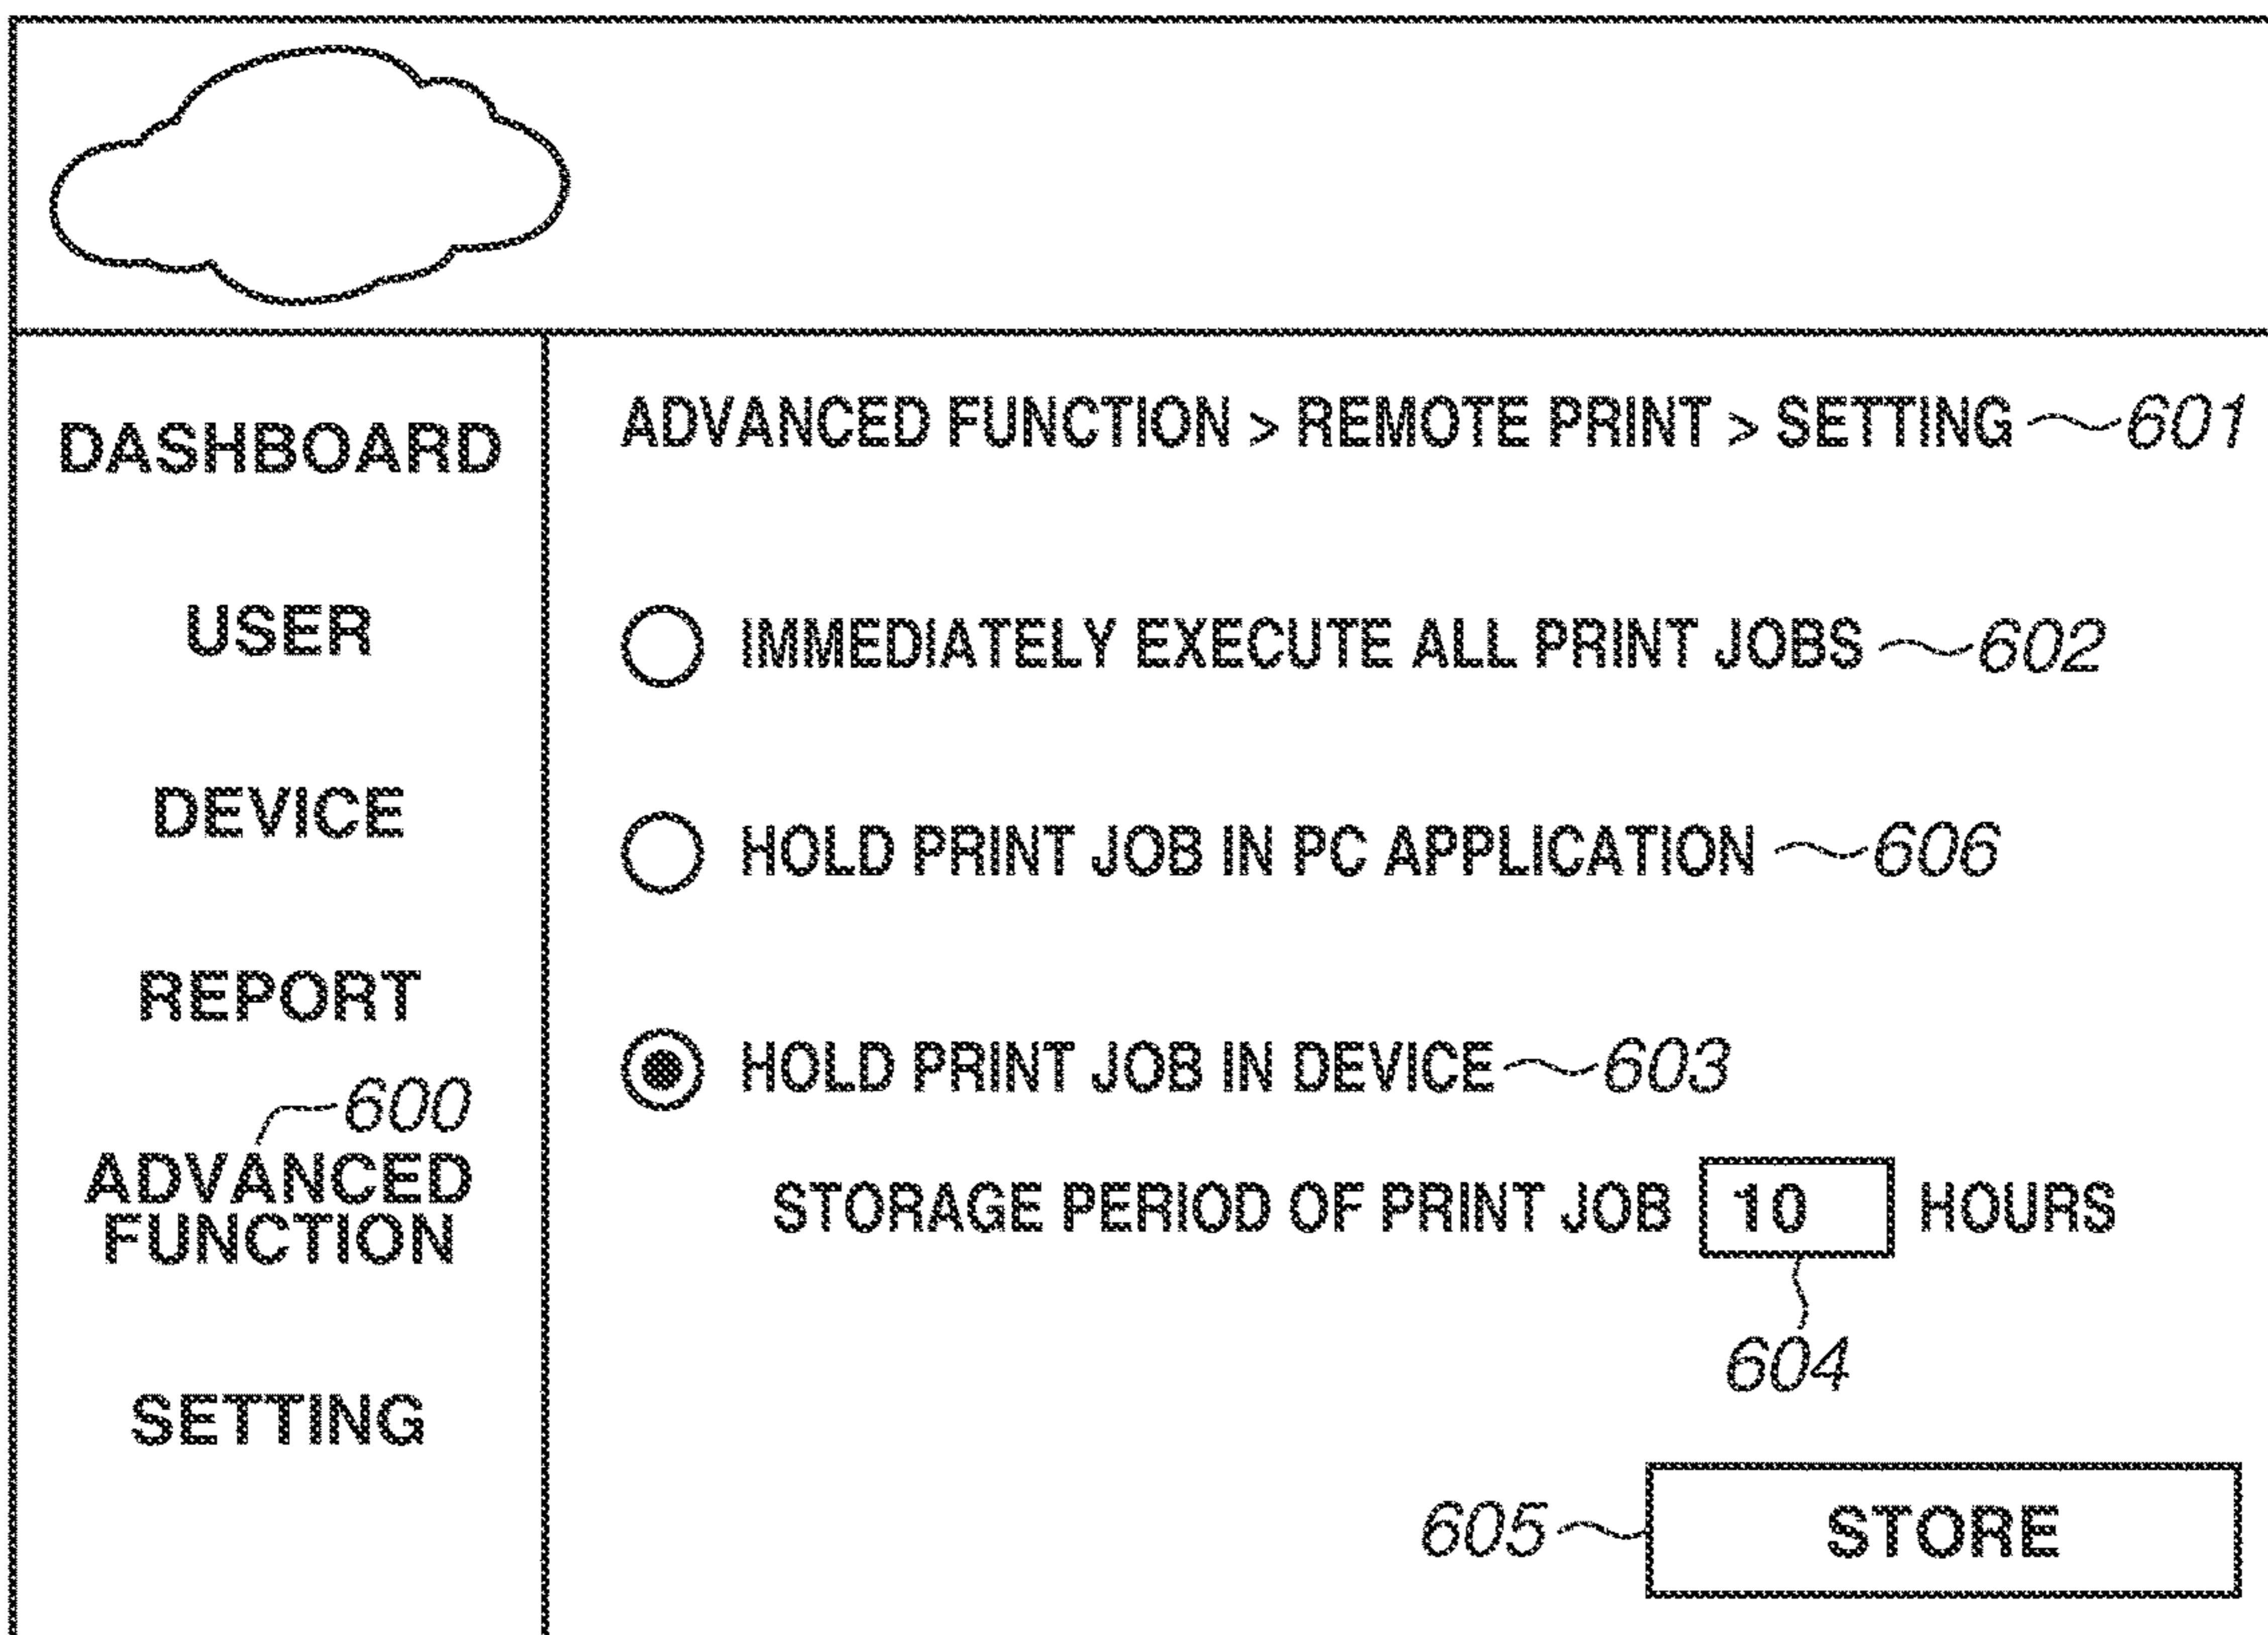 DASHBOARD
USER
DEVICE
REPORT
600
ADVANCED
FUNCTION
SETTING
ADVANCED FUNCTION > REMOTE PRINT > SETTING 601
IMMEDIATELY EXECUTE ALL PRINT JOBS 602
HOLD PRINT JOB IN PC APPLICATION 606
HOLD PRINT JOB IN DEVICE 603
STORAGE PERIOD OF PRINT JOB 10 HOURS
604
605 STORE